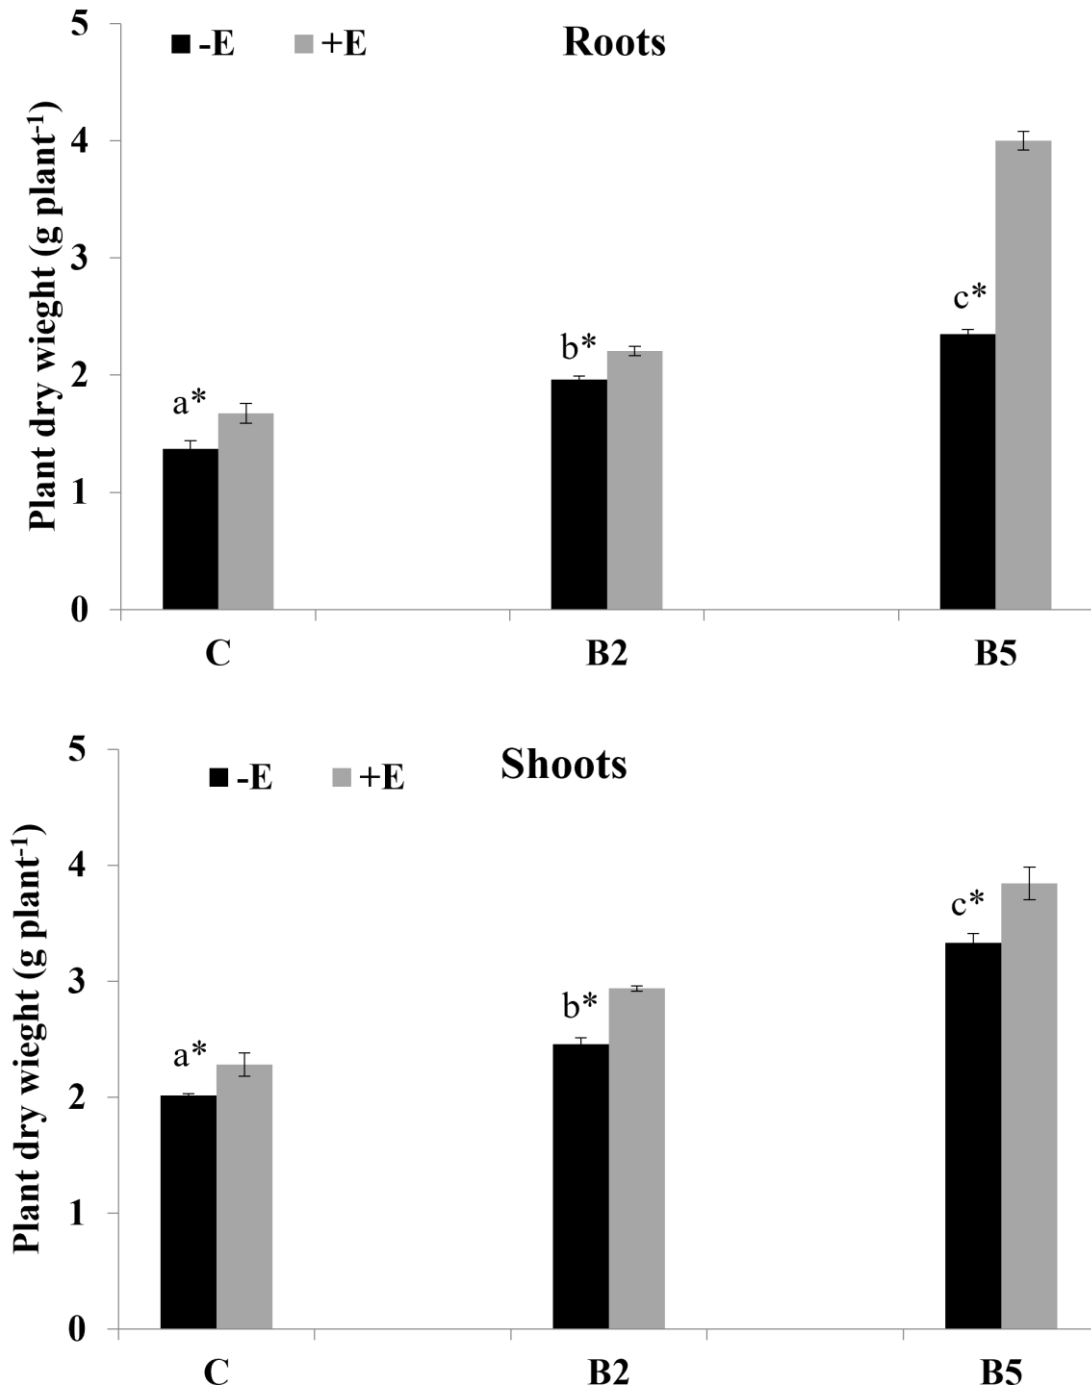 -E +E Roots
Plant dry wieght (g plant-1)
5
4
3
2
1
0
a*
b*
c*
C B2 B5
-E +E Shoots
Plant dry wieght (g plant-1)
5
4
3
2
1
0
a*
b*
c*
C B2 B5